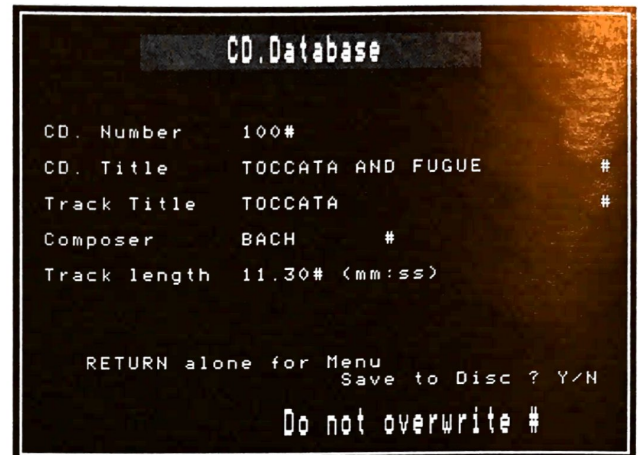 CD.Database
CD. Number 100#
CD. Title TOCCATA AND FUGUE #
Track Title TOCCATA #
Composer BACH #
Track length 11.30# (mm:ss)
RETURN alone for Menu
Save to Disc ? Y/N
Do not overwrite #